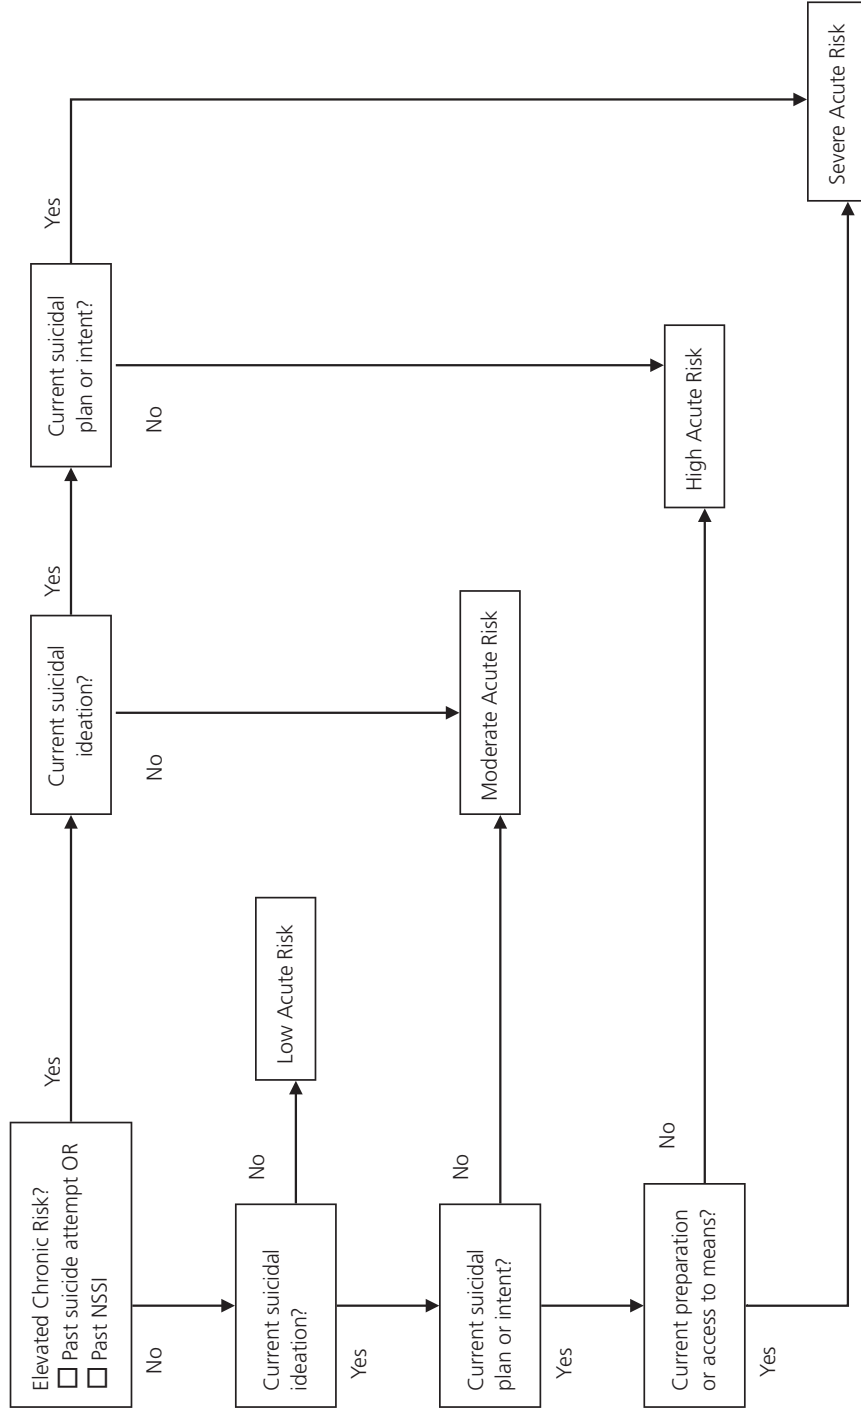 Elevated Chronic Risk?
☐ Past suicide attempt OR
☐ Past NSSI
Yes
Current suicidal
ideation?
Yes
Current suicidal
plan or intent?
Yes
No
Current suicidal
ideation?
No
Low Acute Risk
No
No
Yes
Current suicidal
plan or intent?
No
Moderate Acute Risk
Yes
Current preparation
or access to means?
No
High Acute Risk
Yes
Severe Acute Risk